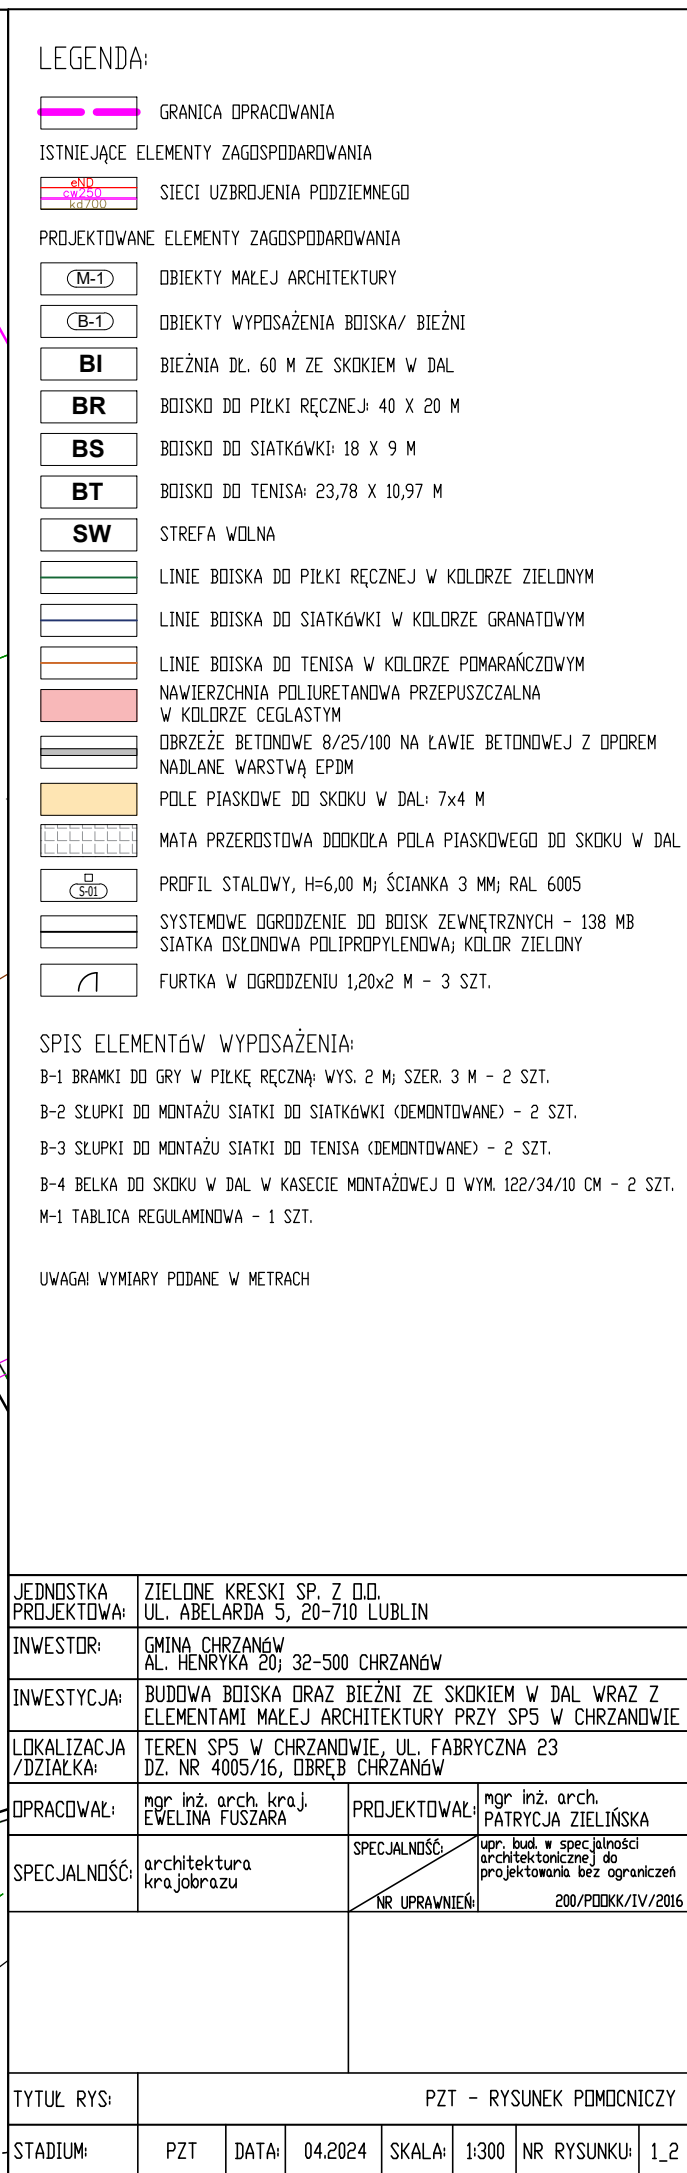 LEGENDA:
GRANICA OPRACOWANIA
ISTNIEJĄCE ELEMENTY ZAGOSPODAROWANIA
eND
cw250
kd700
SIECI UZBROJENIA PODZIEMNEGO
PROJEKTOWANE ELEMENTY ZAGOSPODAROWANIA
M-1 OBIEKTY MAŁEJ ARCHITEKTURY
B-1 OBIEKTY WYPOSAŻENIA BOISKA/ BIEŻNI
BI BIEŻNIA DŁ. 60 M ZE SKOKIEM W DAL
BR BOISKO DO PIŁKI RĘCZNEJ: 40 X 20 M
BS BOISKO DO SIATKóWKI: 18 X 9 M
BT BOISKO DO TENISA: 23,78 X 10,97 M
SW STREFA WOLNA
LINIE BOISKA DO PIŁKI RĘCZNEJ W KOLORZE ZIELONYM
LINIE BOISKA DO SIATKóWKI W KOLORZE GRANATOWYM
LINIE BOISKA DO TENISA W KOLORZE POMARAŃCZOWYM
NAWIERZCHNIA POLIURETANOWA PRZEPUSZCZALNA
W KOLORZE CEGLASTYM
OBRZEŻE BETONOWE 8/25/100 NA ŁAWIE BETONOWEJ Z OPOREM
NADLANE WARSTWĄ EPDM
POLE PIASKOWE DO SKOKU W DAL: 7x4 M
MATA PRZEROSTOWA DOOKOŁA POLA PIASKOWEGO DO SKOKU W DAL
S-01 PROFIL STALOWY, H=6,00 M; ŚCIANKA 3 MM; RAL 6005
SYSTEMOWE OGRODZENIE DO BOISK ZEWNĘTRZNYCH - 138 MB
SIATKA OSŁONOWA POLIPROPYLENOWA; KOLOR ZIELONY
FURTKA W OGRODZENIU 1,20x2 M - 3 SZT.
SPIS ELEMENTóW WYPOSAŻENIA:
B-1 BRAMKI DO GRY W PIŁKĘ RĘCZNĄ: WYS. 2 M; SZER. 3 M - 2 SZT.
B-2 SŁUPKI DO MONTAŻU SIATKI DO SIATKóWKI (DEMONTOWANE) - 2 SZT.
B-3 SŁUPKI DO MONTAŻU SIATKI DO TENISA (DEMONTOWANE) - 2 SZT.
B-4 BELKA DO SKOKU W DAL W KASECIE MONTAŻOWEJ O WYM. 122/34/10 CM - 2 SZT.
M-1 TABLICA REGULAMINOWA - 1 SZT.
UWAGA! WYMIARY PODANE W METRACH
JEDNOSTKA
PROJEKTOWA:
ZIELONE KRESKI SP. Z O.O.
UL. ABELARDA 5, 20-710 LUBLIN
INWESTOR:
GMINA CHRZANóW
AL. HENRYKA 20; 32-500 CHRZANóW
INWESTYCJA:
BUDOWA BOISKA ORAZ BIEŻNI ZE SKOKIEM W DAL WRAZ Z
ELEMENTAMI MAŁEJ ARCHITEKTURY PRZY SP5 W CHRZANOWIE
LOKALIZACJA
/DZIAŁKA:
TEREN SP5 W CHRZANOWIE, UL. FABRYCZNA 23
DZ. NR 4005/16, OBRĘB CHRZANóW
OPRACOWAŁ:
mgr inż. arch. kraj.
EWELINA FUSZARA
PROJEKTOWAŁ:
mgr inż. arch.
PATRYCJA ZIELIŃSKA
SPECJALNOŚĆ:
architektura
krajobrazu
SPECJALNOŚĆ:
NR UPRAWNIEŃ:
upr. bud. w specjalności
architektonicznej do
projektowania bez ograniczeń
200/POOKK/IV/2016
TYTUŁ RYS: PZT - RYSUNEK POMOCNICZY
STADIUM: PZT DATA: 04.2024 SKALA: 1:300 NR RYSUNKU: 1_2